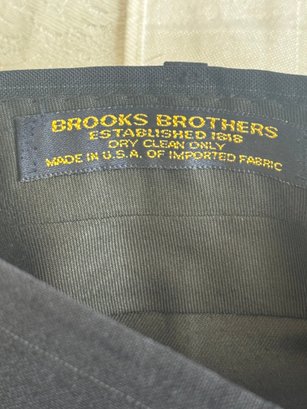 BROOKS BROTHERS
ESTABLISHED 1818
DRY CLEAN ONLY
MADE IN U.S.A. OF IMPORTED FABRIC